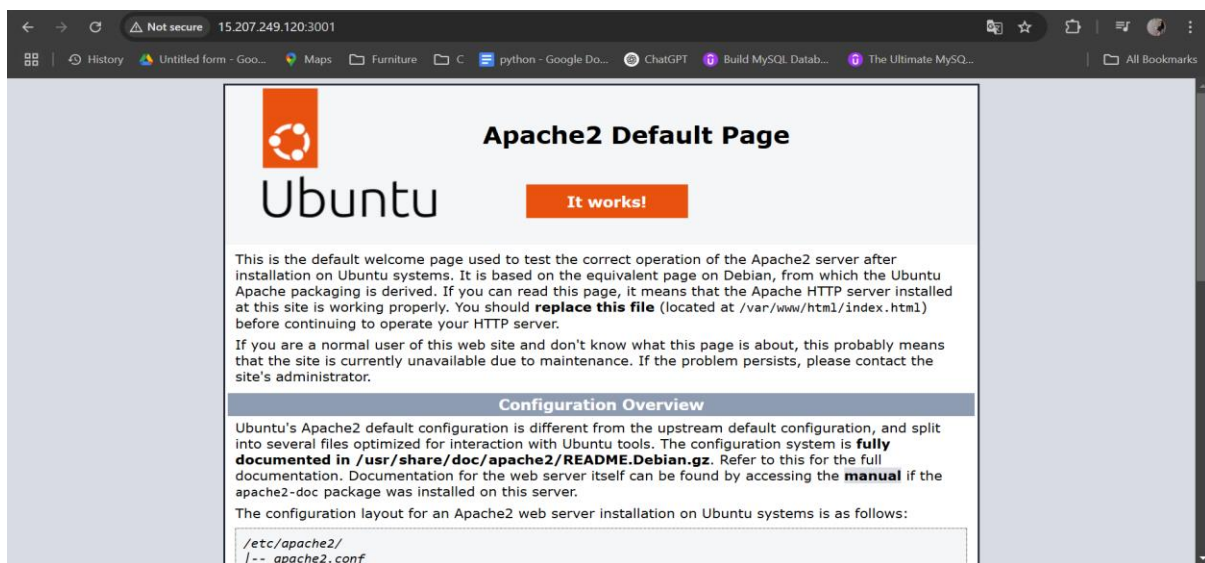 Not secure 15.207.249.120:3001
History Untitled form - Goo... Maps Furniture C python - Google Do... ChatGPT Build MySQL Datab... The Ultimate MySQ... All Bookmarks
Ubuntu
Apache2 Default Page
It works!
This is the default welcome page used to test the correct operation of the Apache2 server after
installation on Ubuntu systems. It is based on the equivalent page on Debian, from which the Ubuntu
Apache packaging is derived. If you can read this page, it means that the Apache HTTP server installed
at this site is working properly. You should replace this file (located at /var/www/html/index.html)
before continuing to operate your HTTP server.
If you are a normal user of this web site and don't know what this page is about, this probably means
that the site is currently unavailable due to maintenance. If the problem persists, please contact the
site's administrator.
Configuration Overview
Ubuntu's Apache2 default configuration is different from the upstream default configuration, and split
into several files optimized for interaction with Ubuntu tools. The configuration system is fully
documented in /usr/share/doc/apache2/README.Debian.gz. Refer to this for the full
documentation. Documentation for the web server itself can be found by accessing the manual if the
apache2-doc package was installed on this server.
The configuration layout for an Apache2 web server installation on Ubuntu systems is as follows:
/etc/apache2/
|-- apache2.conf